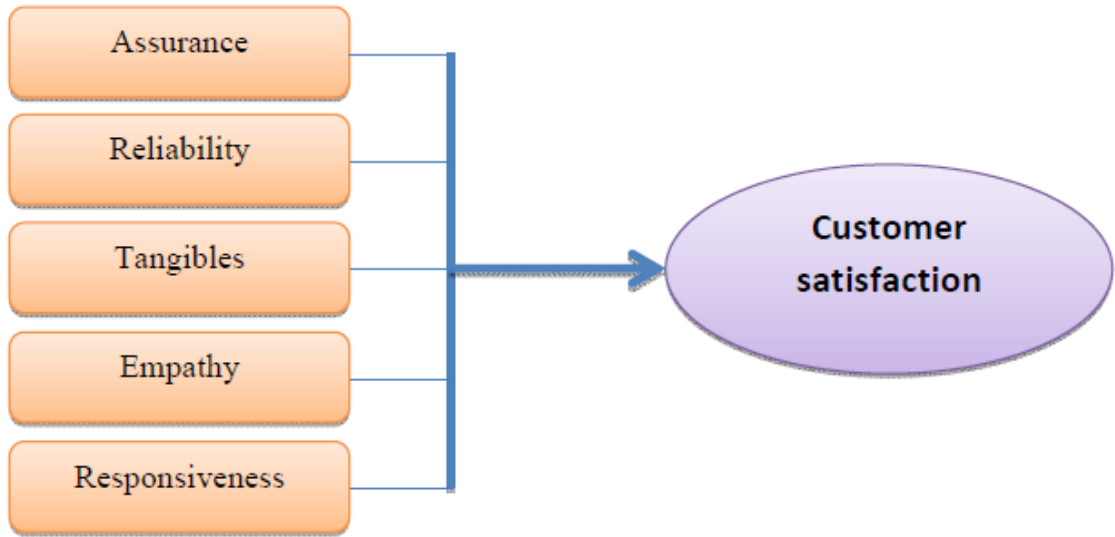 Assurance
Reliability
Tangibles
Empathy
Responsiveness
Customer
satisfaction